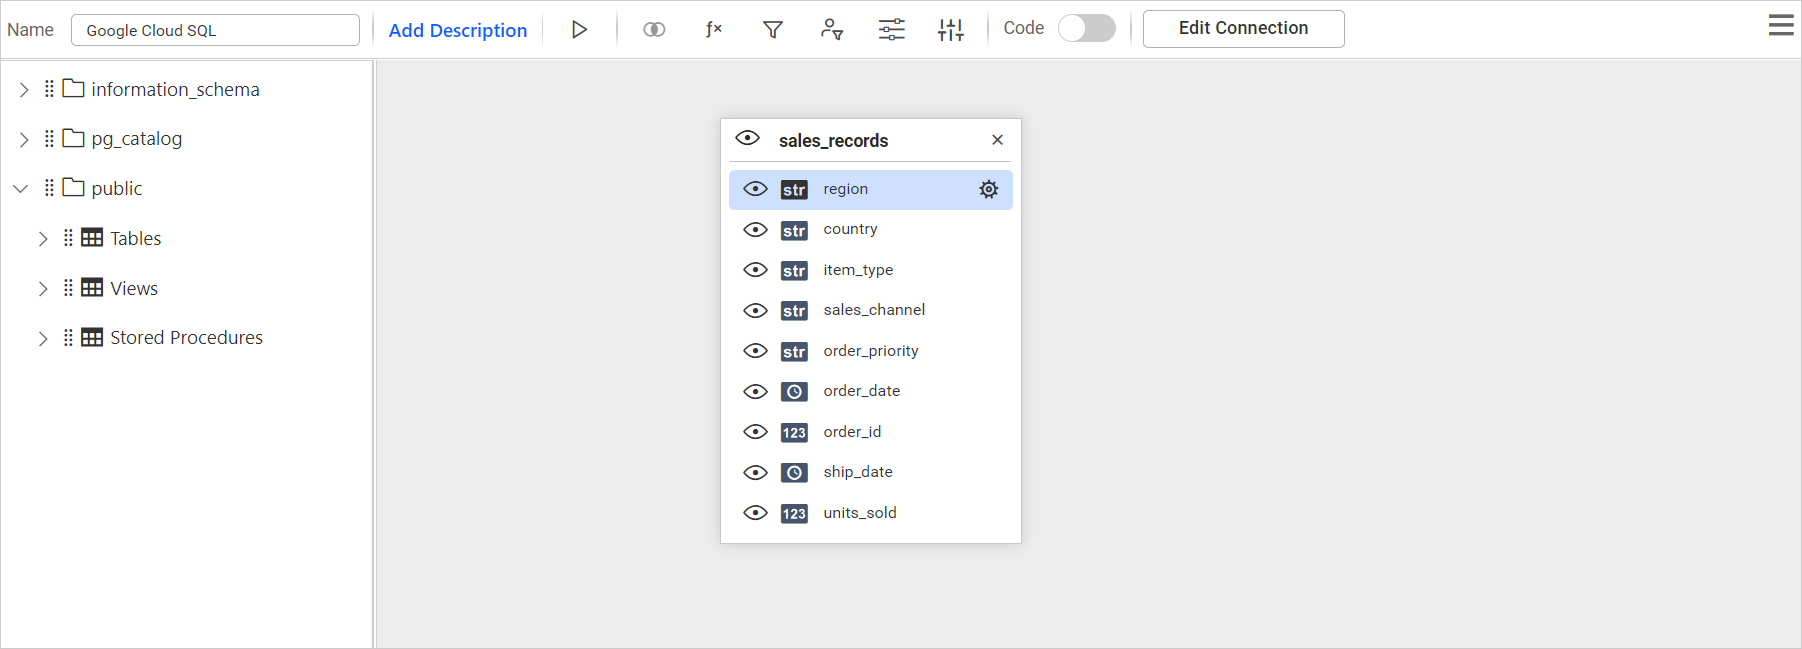 Name Google Cloud SQL Add Description ƒx Code Edit Connection
information_schema
pg_catalog
public
Tables
Views
Stored Procedures
sales_records
str region
str country
str item_type
str sales_channel
str order_priority
order_date
123 order_id
ship_date
123 units_sold